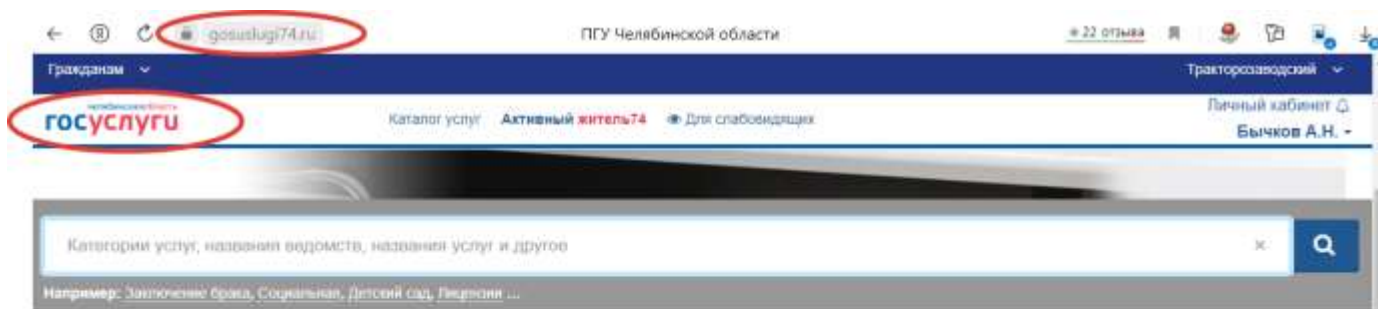 gosuslugi74.ru ПГУ Челябинской области 22 отзыва
Гражданам Тракторозаводский
челябинская область
госуслуги Каталог услуг Активный житель74 Для слабовидящих Личный кабинет
Бычков А.Н.
Категории услуг, названия ведомств, названия услуг и другое
Например: Заключение брака, Социальная, Детский сад, Лицензии ...